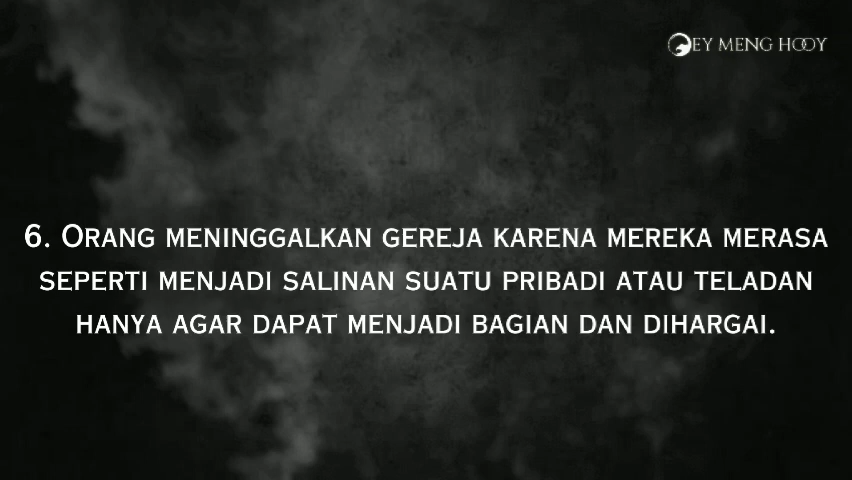 OEY MENG HOOY
6. ORANG MENINGGALKAN GEREJA KARENA MEREKA MERASA
SEPERTI MENJADI SALINAN SUATU PRIBADI ATAU TELADAN
HANYA AGAR DAPAT MENJADI BAGIAN DAN DIHARGAI.